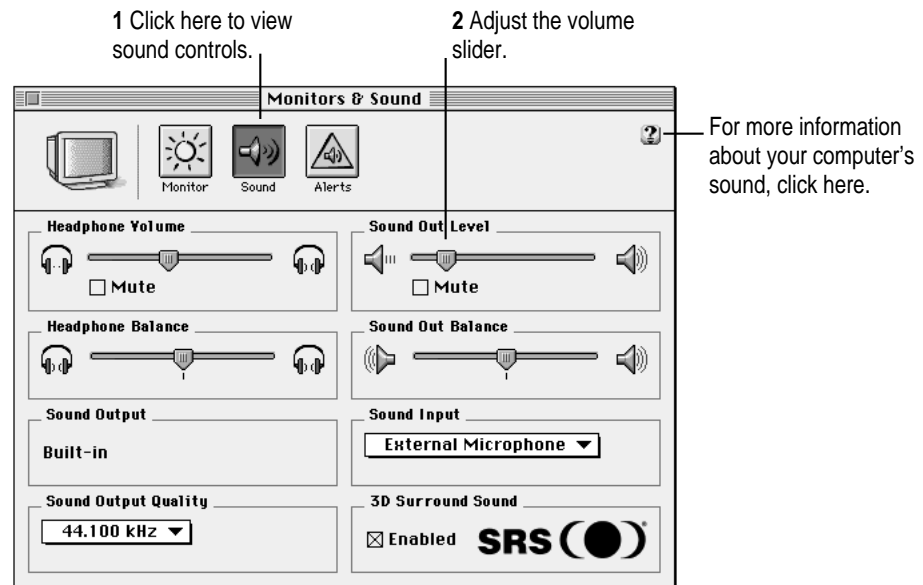 1 Click here to view
sound controls.
2 Adjust the volume
slider.
Monitors & Sound
For more information
about your computer's
sound, click here.
Monitor
Sound
Alerts
Headphone Volume
Mute
Sound Out Level
Mute
Headphone Balance
Sound Out Balance
Sound Output
Built-in
Sound Input
External Microphone
Sound Output Quality
44.100 kHz
3D Surround Sound
Enabled
SRS